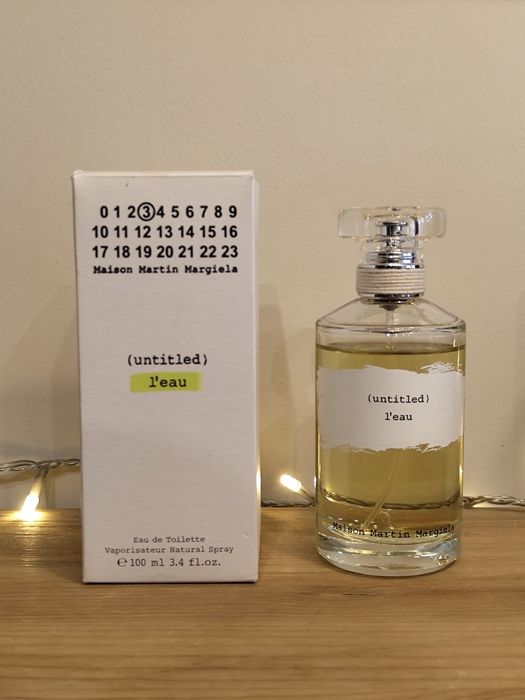 0 1 2 3 4 5 6 7 8 9
10 11 12 13 14 15 16
17 18 19 20 21 22 23
Maison Martin Margiela
(untitled)
l'eau
Eau de Toilette
Vaporisateur Natural Spray
℮ 100 ml 3.4 fl.oz.
(untitled)
l'eau
Maison Martin Margiela